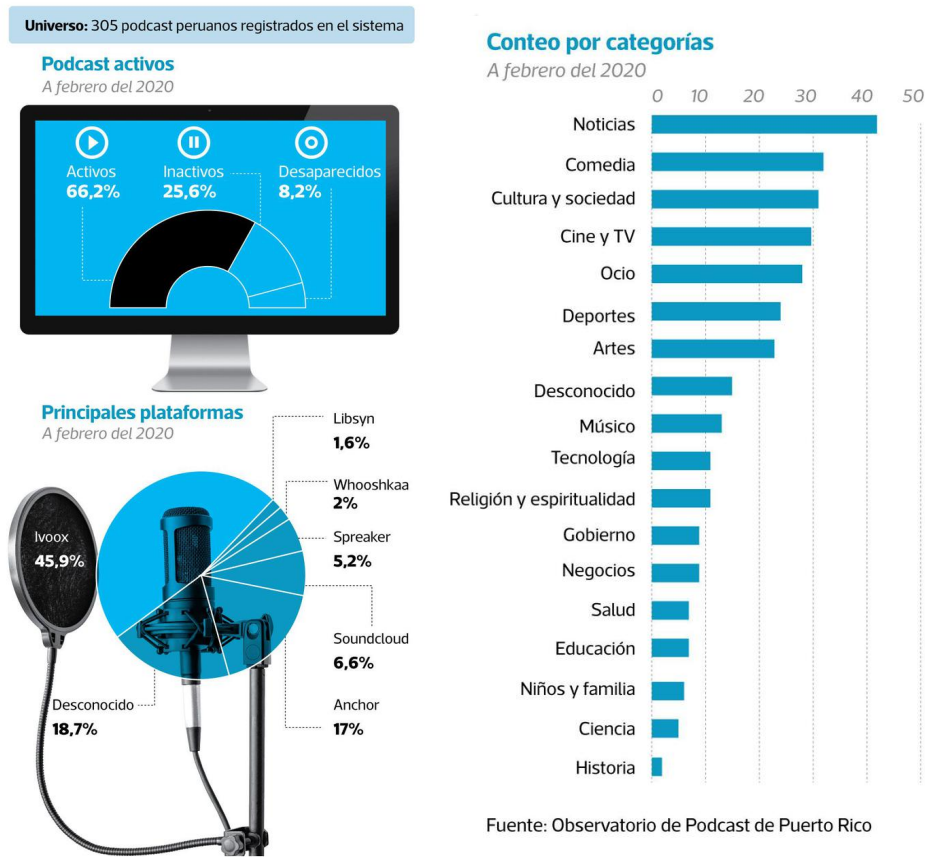 Universo: 305 podcast peruanos registrados en el sistema
Podcast activos
A febrero del 2020
Activos
66,2%
Inactivos
25,6%
Desaparecidos
8,2%
Principales plataformas
A febrero del 2020
Libsyn
1,6%
Whooshkaa
2%
Spreaker
5,2%
Soundcloud
6,6%
Anchor
17%
Desconocido
18,7%
Ivoox
45,9%
Conteo por categorías
A febrero del 2020
0 10 20 30 40 50
Noticias
Comedia
Cultura y sociedad
Cine y TV
Ocio
Deportes
Artes
Desconocido
Músico
Tecnología
Religión y espiritualidad
Gobierno
Negocios
Salud
Educación
Niños y familia
Ciencia
Historia
Fuente: Observatorio de Podcast de Puerto Rico